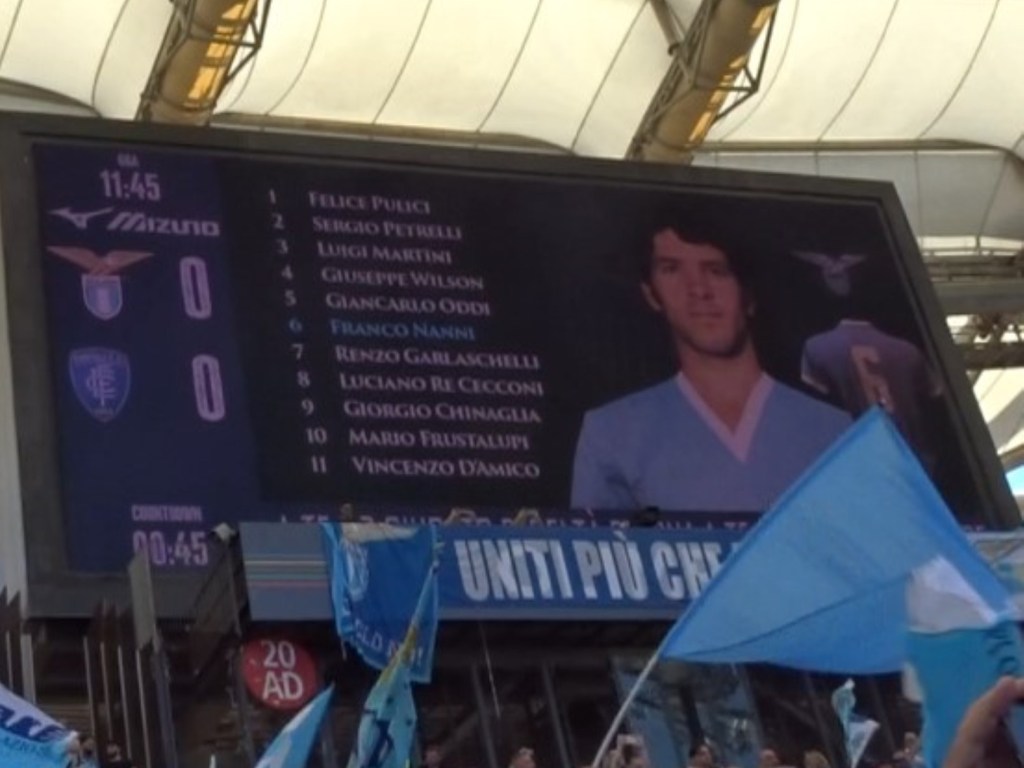 ORA
11:45
MIZUNO
0
0
COUNTDOWN
00:45
1 FELICE PULICI
2 SERGIO PETRELLI
3 LUIGI MARTINI
4 GIUSEPPE WILSON
5 GIANCARLO ODDI
6 FRANCO NANNI
7 RENZO GARLASCHELLI
8 LUCIANO RE CECCONI
9 GIORGIO CHINAGLIA
10 MARIO FRUSTALUPI
11 VINCENZO D'AMICO
6
UNITI PIÙ CHE
20
AD